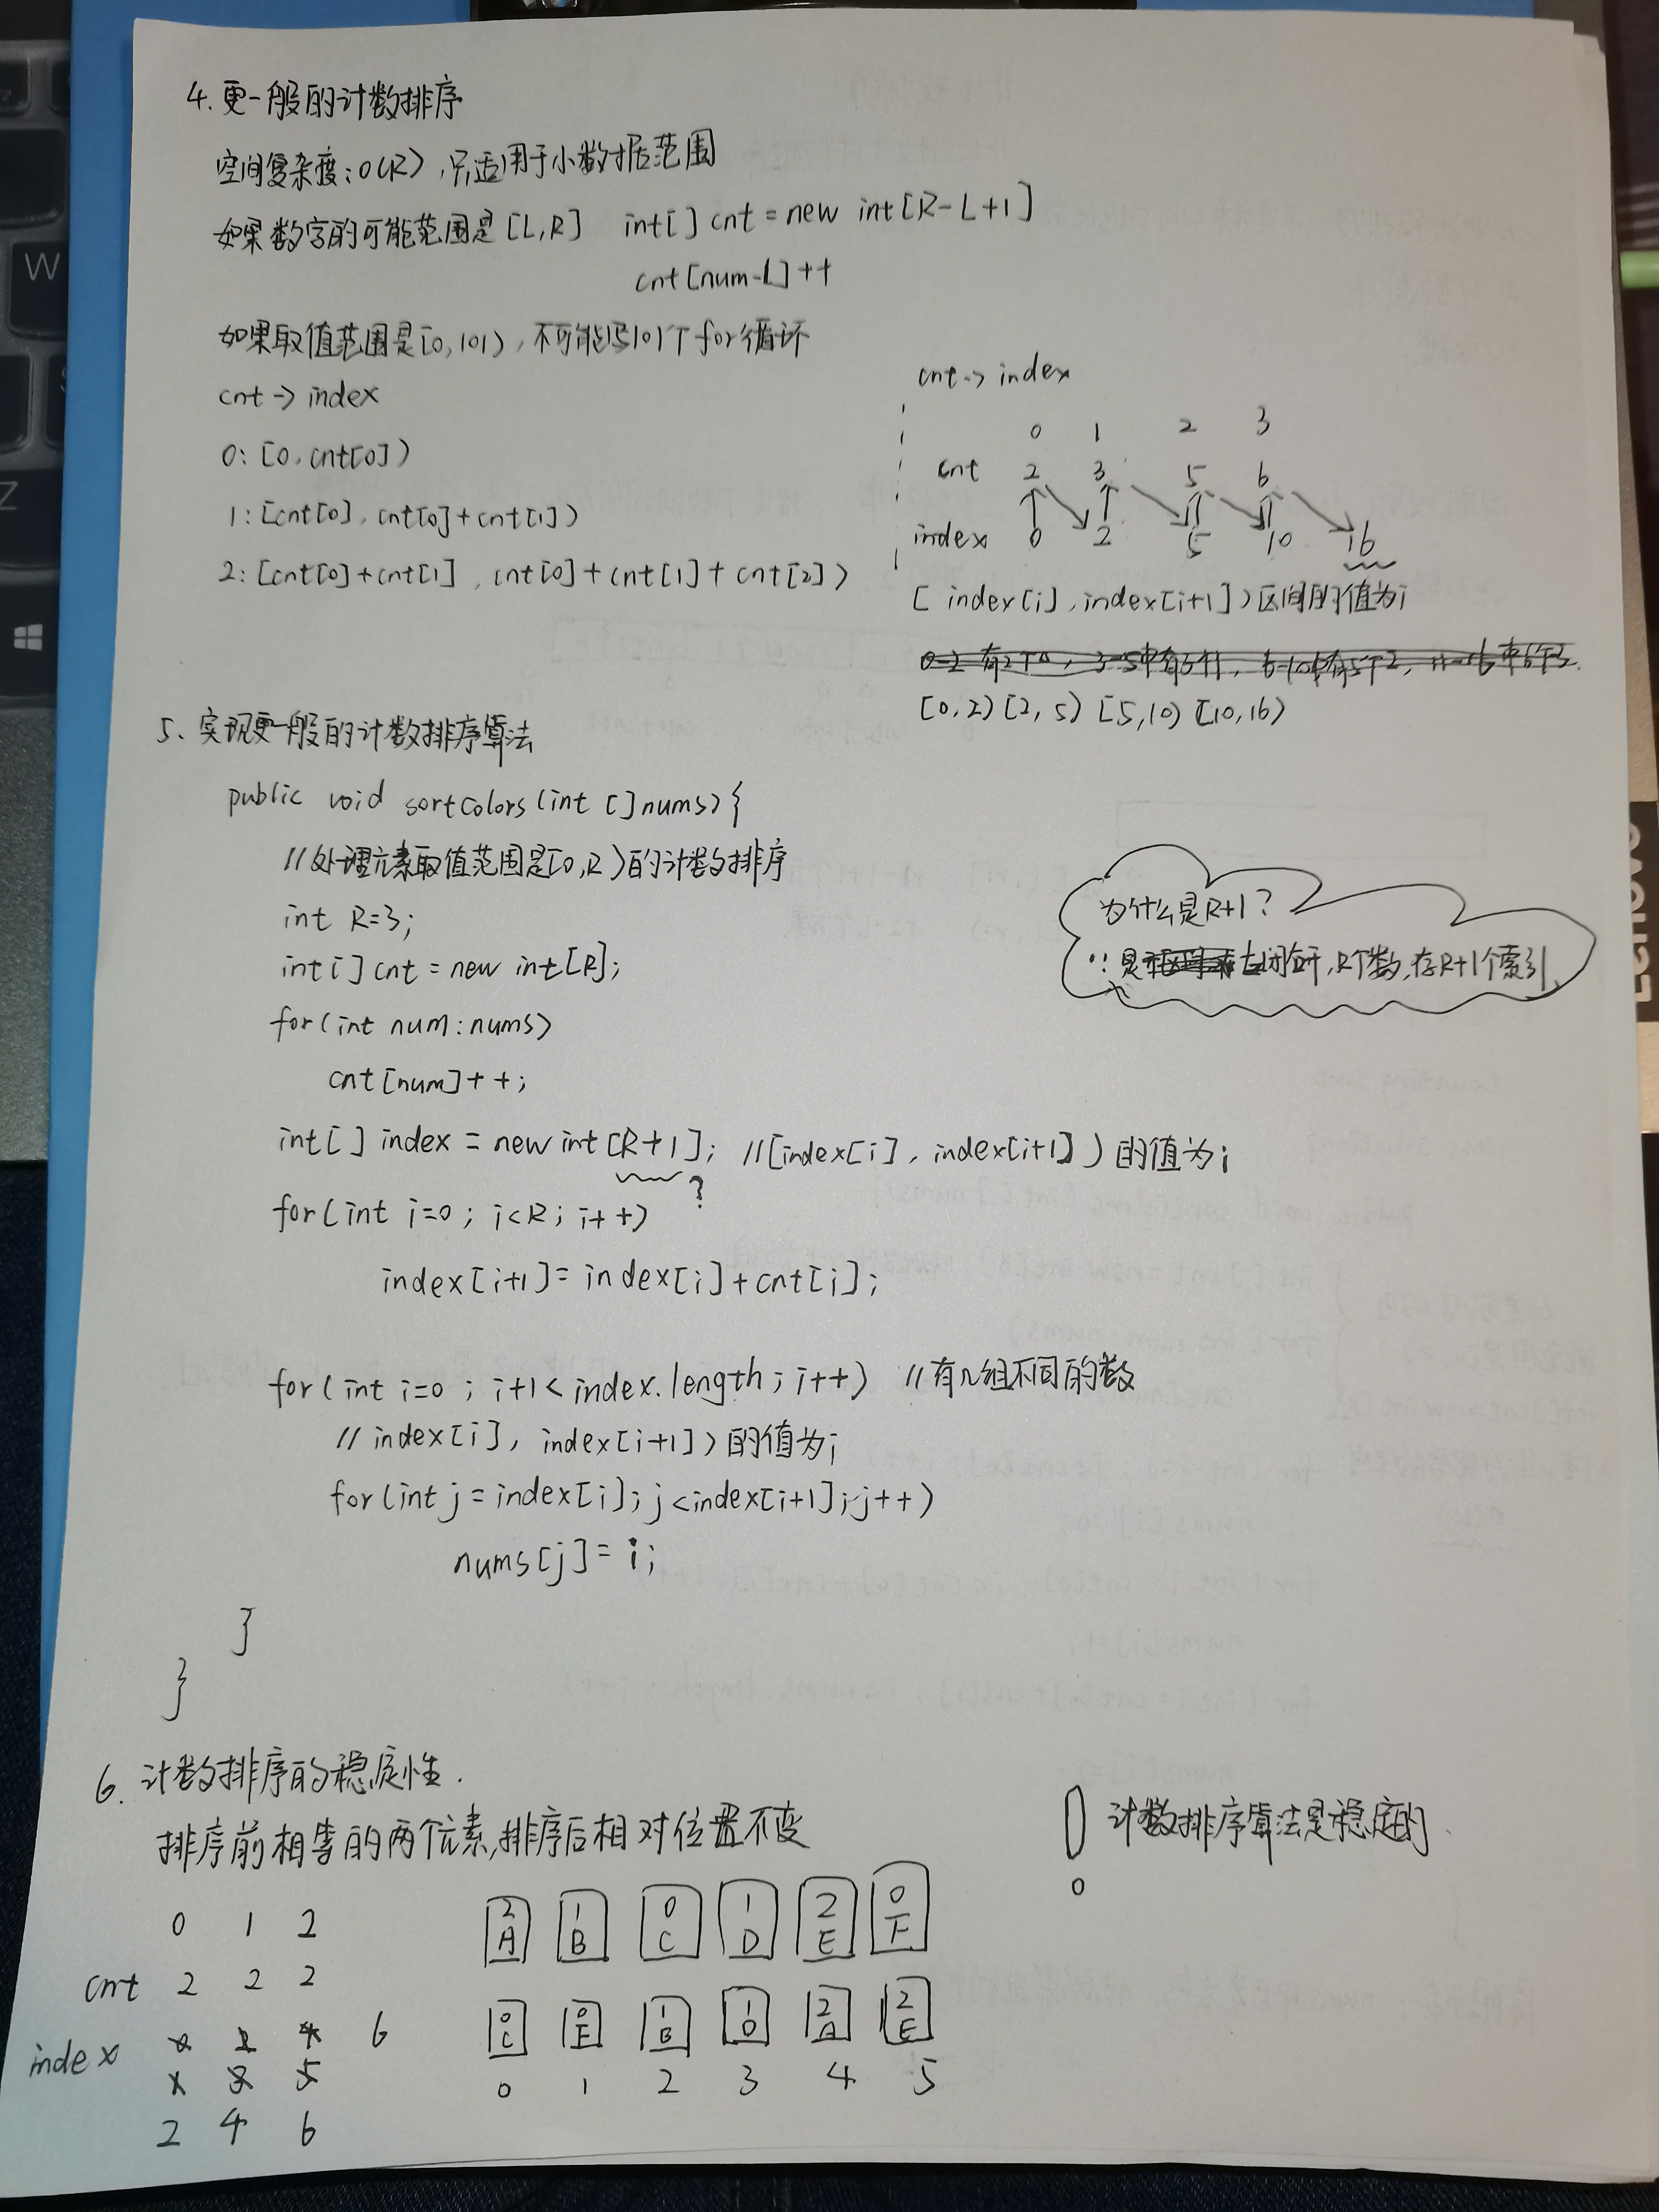 4. 更一般的计数排序
空间复杂度:O(R), 只适用于小数据范围
如果数字的可能范围是[L,R] int[] cnt = new int[R-L+1]
cnt[num-L]++
如果取值范围是[0,101), 不可能写101个for循环
cnt -> index
0: [0, cnt[0])
1: [cnt[0], cnt[0]+cnt[1])
2: [cnt[0]+cnt[1], cnt[0]+cnt[1]+cnt[2])
cnt -> index
0 1 2 3
cnt 2 3 5 6
index 0 2 5 10 16
[index[i], index[i+1])区间的值为i
[0,2) [2,5) [5,10) [10,16)
5. 实现更一般的计数排序算法
public void sortColors(int []nums){
//处理元素取值范围是[0,R)的计数排序
int R=3;
int[] cnt = new int[R];
for(int num:nums)
cnt[num]++;
int[] index = new int[R+1]; //[index[i], index[i+1])的值为i
?
for(int i=0; i<R; i++)
index[i+1]=index[i]+cnt[i];
for(int i=0; i+1<index.length; i++) //有几组不同的数
// index[i], index[i+1])的值为i
for(int j=index[i]; j<index[i+1]; j++)
nums[j]=i;
}
}
为什么是R+1?
∵是左闭右开,R个数,存R+1个索引.
6. 计数排序的稳定性.
排序前相等的两个元素,排序后相对位置不变
! 计数排序算法是稳定的.
0 1 2
cnt 2 2 2
index 0 2 4 6
1 3 5
2 4 6
2 1 0 1 2 0
A B C D E F
0 0 1 1 2 2
C F B D A E
0 1 2 3 4 5
W
Z
Lenovo